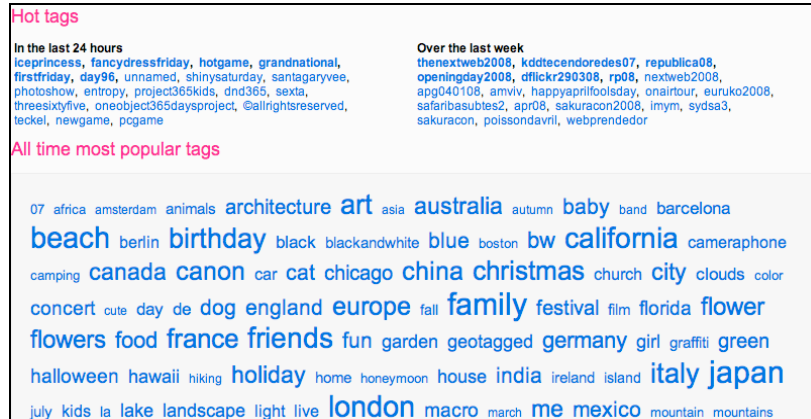 Hot tags
In the last 24 hours
iceprincess, fancydressfriday, hotgame, grandnational,
firstfriday, day96, unnamed, shinysaturday, santagaryvee,
photoshow, entropy, project365kids, dnd365, sexta,
threesixtyfive, oneobject365daysproject, ©allrightsreserved,
teckel, newgame, pcgame
Over the last week
thenextweb2008, kddtecendoredes07, republica08,
openingday2008, dflickr290308, rp08, nextweb2008,
apg040108, amviv, happyaprilfoolsday, onairtour, euruko2008,
safaribasubtes2, apr08, sakuracon2008, imym, sydsa3,
sakuracon, poissondavril, webprendedor
All time most popular tags
07 africa amsterdam animals architecture art asia australia autumn baby band barcelona
beach berlin birthday black blackandwhite blue boston bw california cameraphone
camping canada canon car cat chicago china christmas church city clouds color
concert cute day de dog england europe fall family festival film florida flower
flowers food france friends fun garden geotagged germany girl graffiti green
halloween hawaii hiking holiday home honeymoon house india ireland island italy japan
july kids la lake landscape light live london macro march me mexico mountain mountains